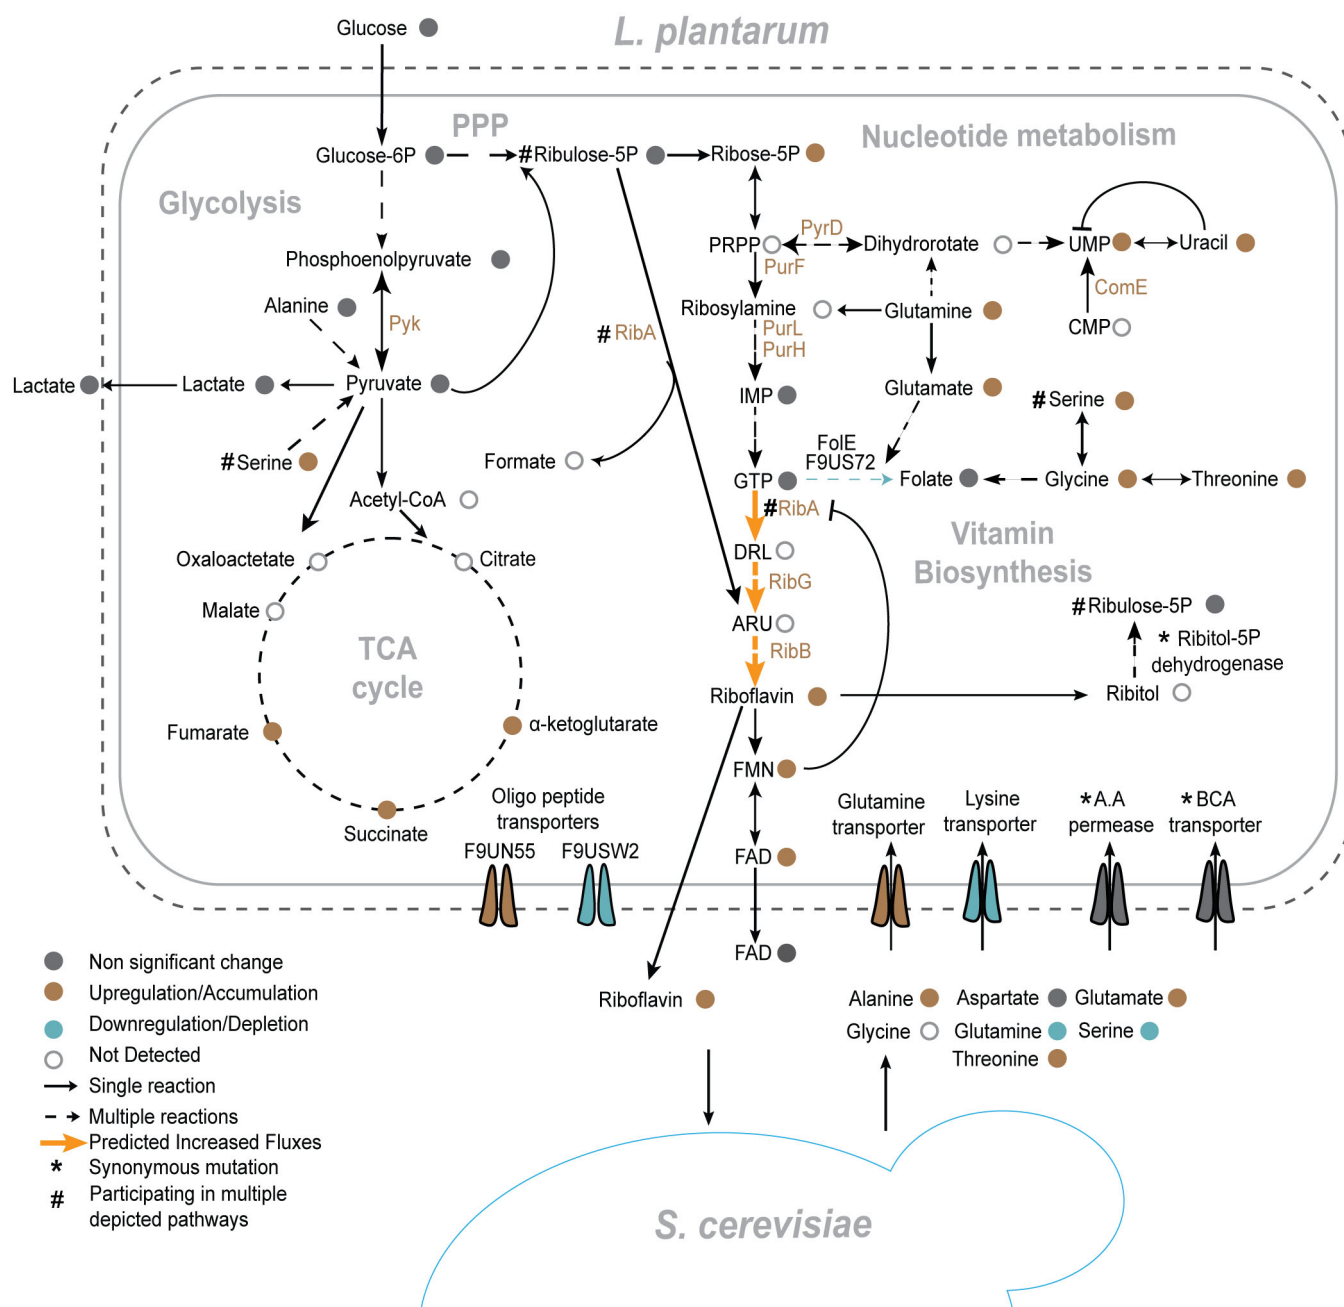 Glucose
L. plantarum
PPP
Nucleotide metabolism
Glucose-6P
#Ribulose-5P
Ribose-5P
Glycolysis
PyrD
PRPP
Dihydrorotate
UMP
Uracil
PurF
Phosphoenolpyruvate
ComE
Alanine
Ribosylamine
Glutamine
CMP
Pyk
#RibA
PurL
PurH
Lactate
Lactate
Pyruvate
IMP
Glutamate
#Serine
#Serine
Formate
FolE
F9US72
GTP
Folate
Glycine
Threonine
Acetyl-CoA
#RibA
Vitamin
Biosynthesis
Oxaloactetate
Citrate
DRL
RibG
Malate
#Ribulose-5P
ARU
TCA
cycle
RibB
* Ribitol-5P
dehydrogenase
Riboflavin
Ribitol
Fumarate
α-ketoglutarate
FMN
Succinate
Oligo peptide
transporters
F9UN55
F9USW2
Glutamine
transporter
Lysine
transporter
*A.A
permease
*BCA
transporter
FAD
FAD
Riboflavin
Non significant change
Upregulation/Accumulation
Downregulation/Depletion
Not Detected
Single reaction
Multiple reactions
Predicted Increased Fluxes
* Synonymous mutation
# Participating in multiple
depicted pathways
Alanine
Aspartate
Glutamate
Glycine
Glutamine
Serine
Threonine
S. cerevisiae